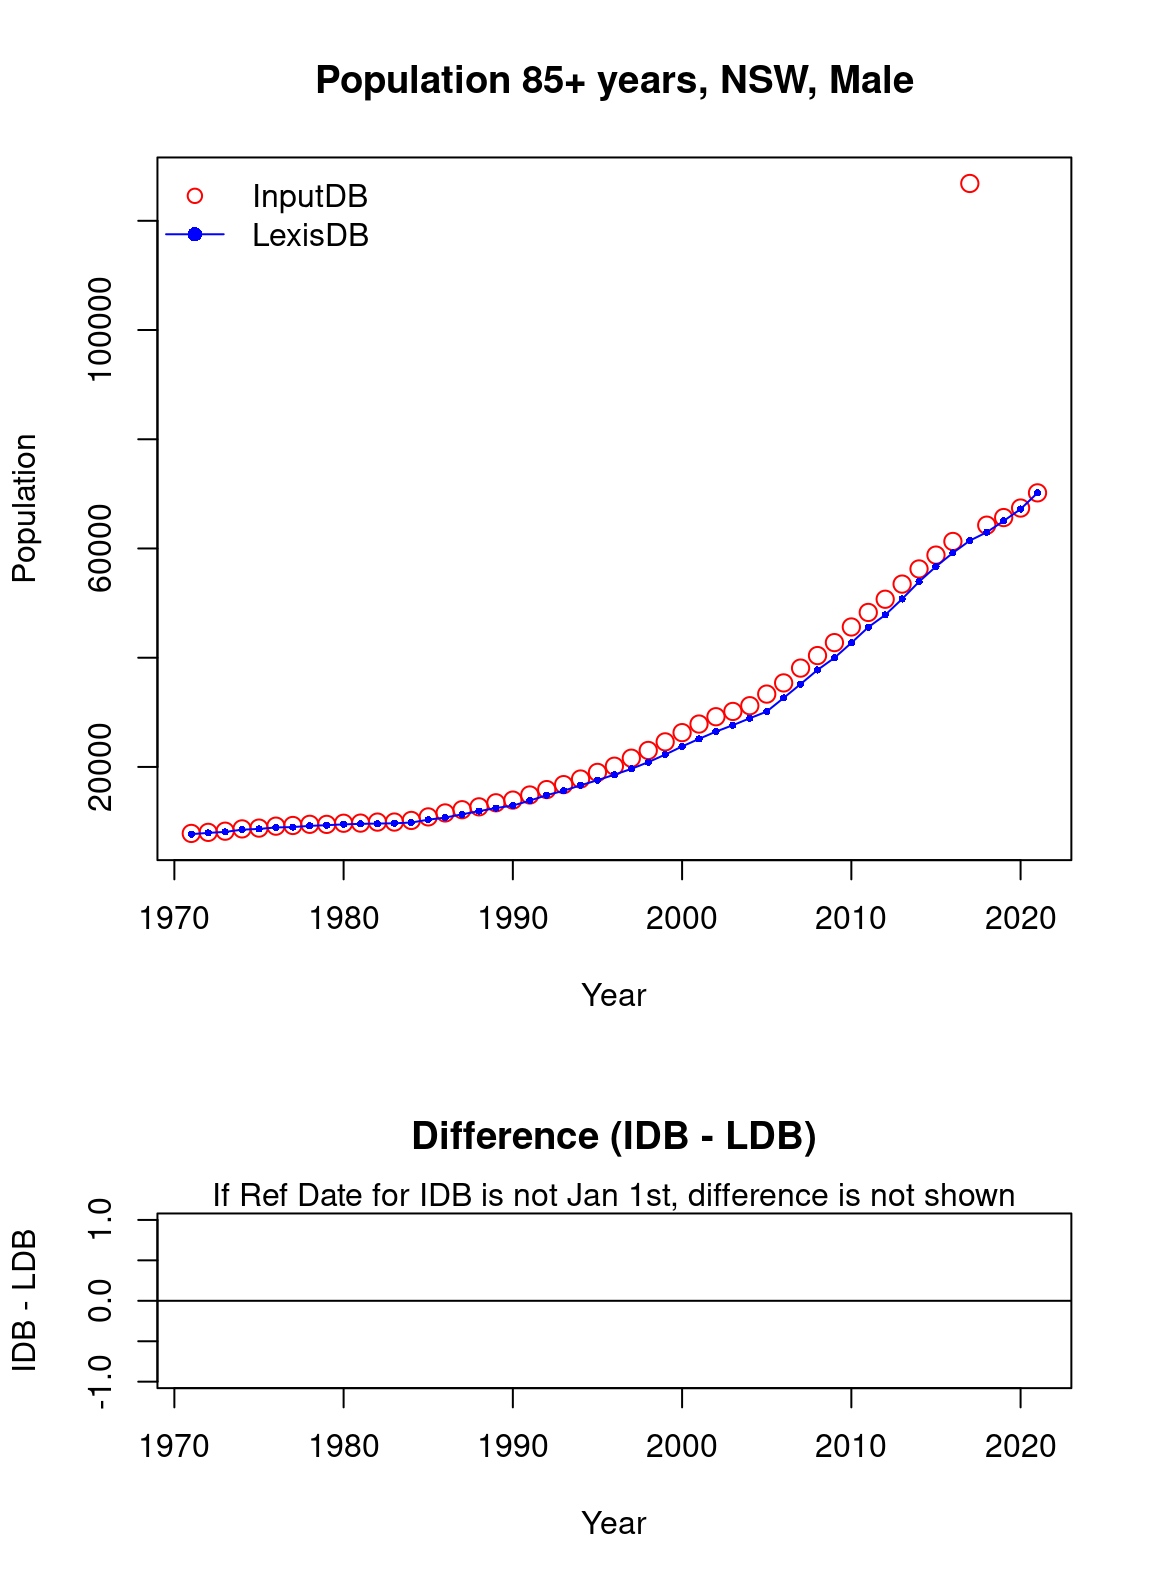 Population 85+ years, NSW, Male
InputDB
LexisDB
Population
100000
60000
20000
1970 1980 1990 2000 2010 2020
Year
Difference (IDB - LDB)
If Ref Date for IDB is not Jan 1st, difference is not shown
IDB - LDB
1.0
0.0
-1.0
1970 1980 1990 2000 2010 2020
Year